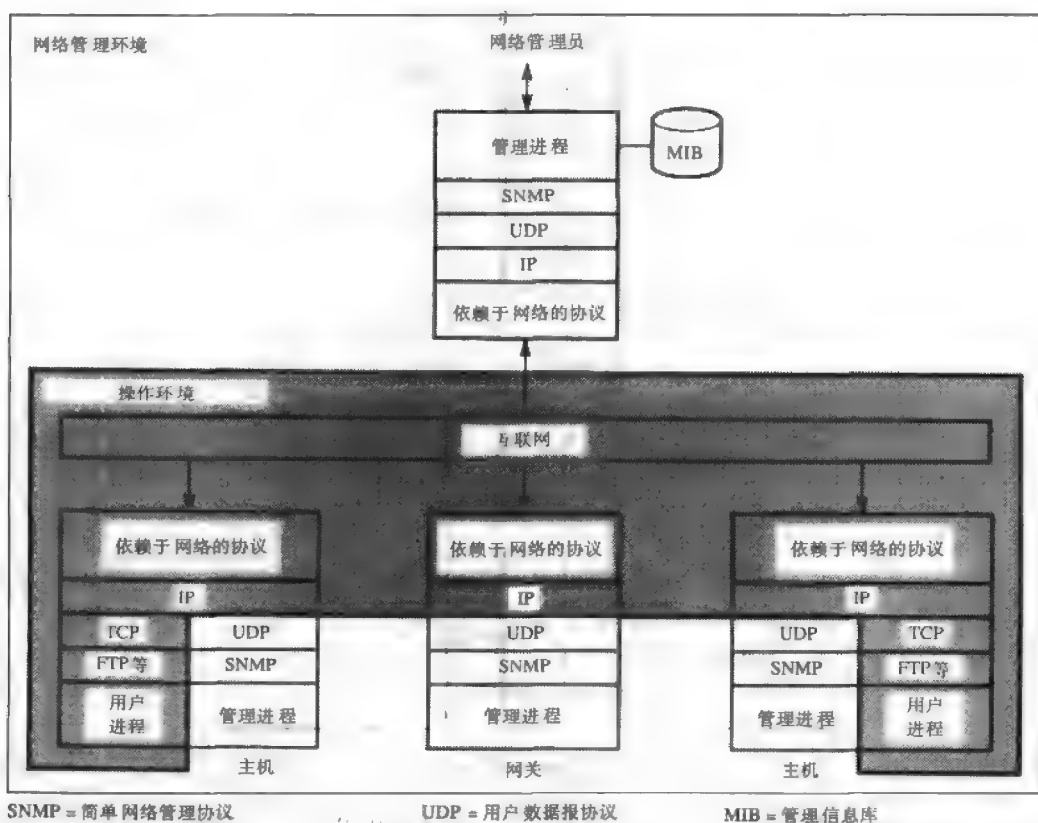 网络管理环境
网络管理员
管理进程
MIB
SNMP
UDP
IP
依赖于网络的协议
操作环境
互联网
依赖于网络的协议
依赖于网络的协议
依赖于网络的协议
IP
IP
IP
TCP
UDP
UDP
UDP
TCP
FTP等
SNMP
SNMP
SNMP
FTP等
用户
进程
管理进程
管理进程
管理进程
用户
进程
主机
网关
主机
SNMP = 简单网络管理协议
UDP = 用户数据报协议
MIB = 管理信息库